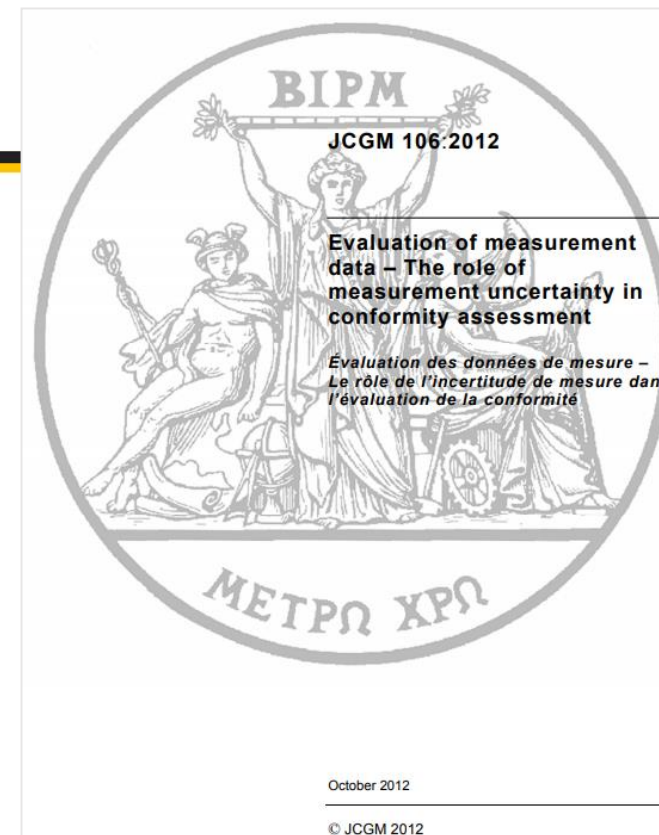 BIPM
JCGM 106:2012
Evaluation of measurement
data – The role of
measurement uncertainty in
conformity assessment
Évaluation des données de mesure –
Le rôle de l’incertitude de mesure dan
l’évaluation de la conformité
ΜΕΤΡΩ ΧΡΩ
October 2012
© JCGM 2012